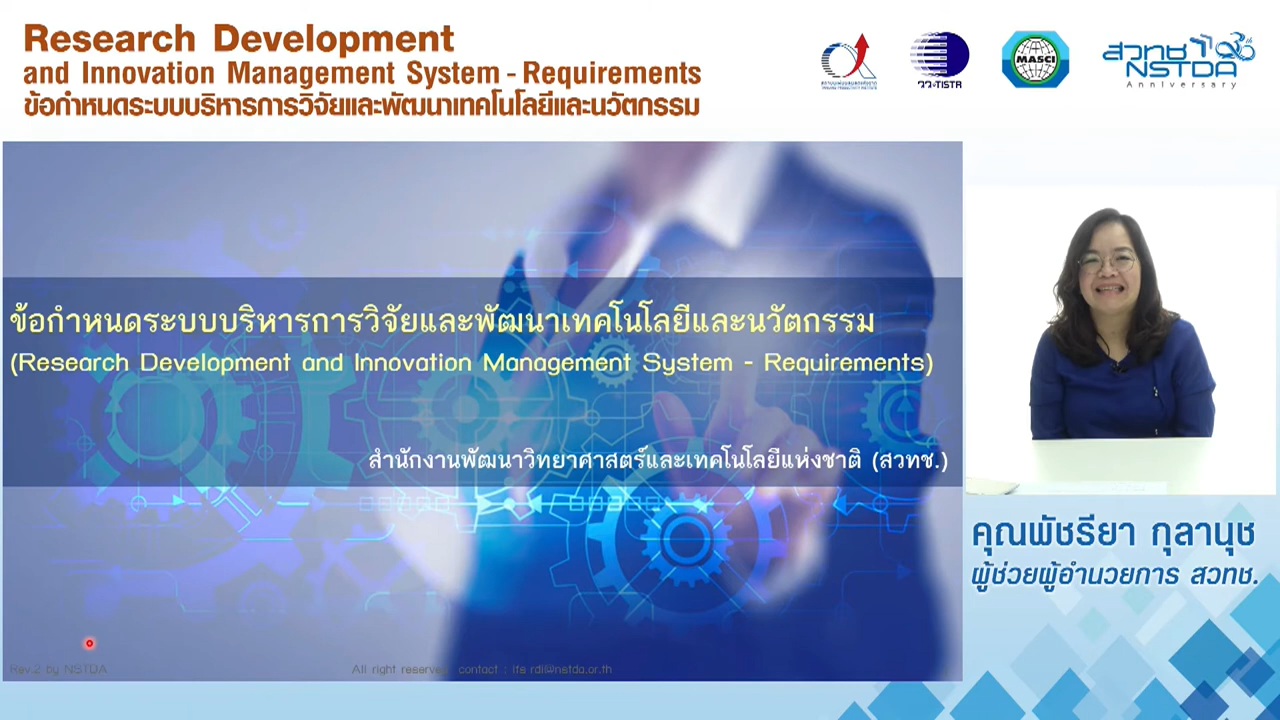 Research Development
and Innovation Management System - Requirements
ข้อกำหนดระบบบริหารการวิจัยและพัฒนาเทคโนโลยีและนวัตกรรม
วว-TISTR
MASCI
สวทช
NSTDA
Anniversary
ข้อกำหนดระบบบริหารการวิจัยและพัฒนาเทคโนโลยีและนวัตกรรม
(Research Development and Innovation Management System - Requirements)
สำนักงานพัฒนาวิทยาศาสตร์และเทคโนโลยีแห่งชาติ (สวทช.)
คุณพัชรียา กุลานุช
ผู้ช่วยผู้อำนวยการ สวทช.
Rev.2 by NSTDA
All right reserved contact : its rdi@nstda.or.th